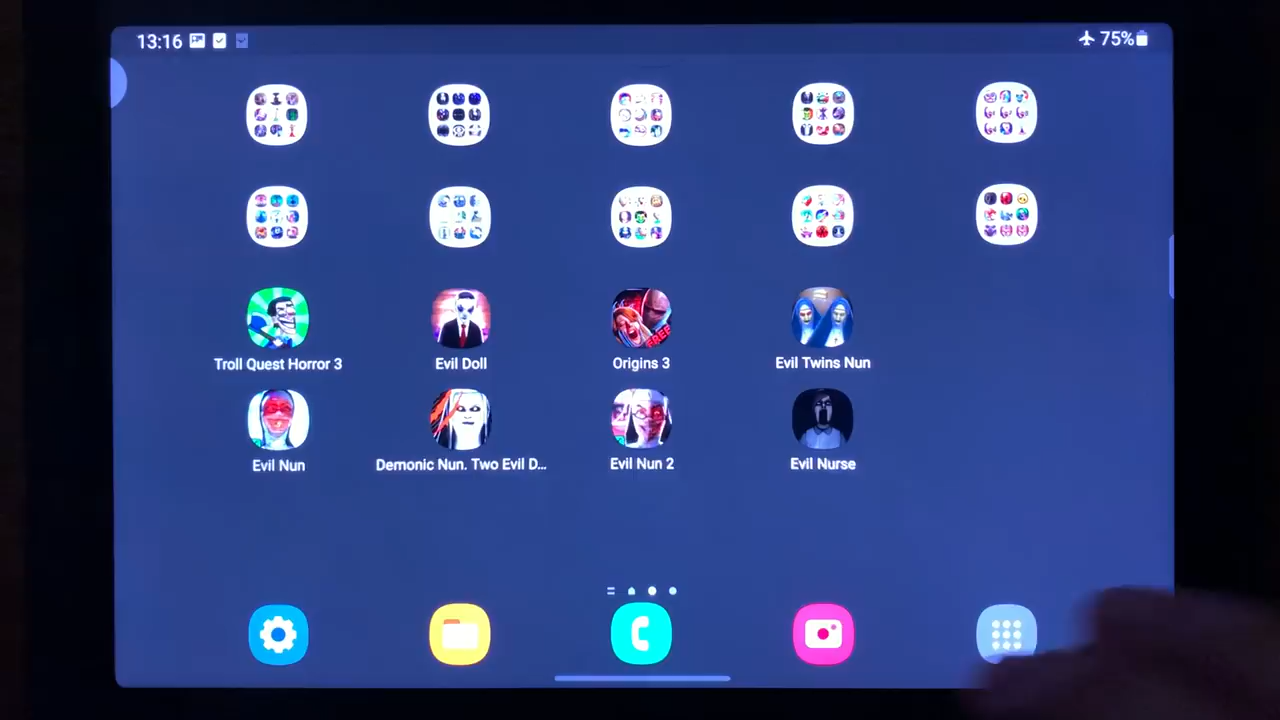 13:16 75%
Troll Quest Horror 3 Evil Doll Origins 3 Evil Twins Nun
FREE
Evil Nun Demonic Nun. Two Evil D... Evil Nun 2 Evil Nurse